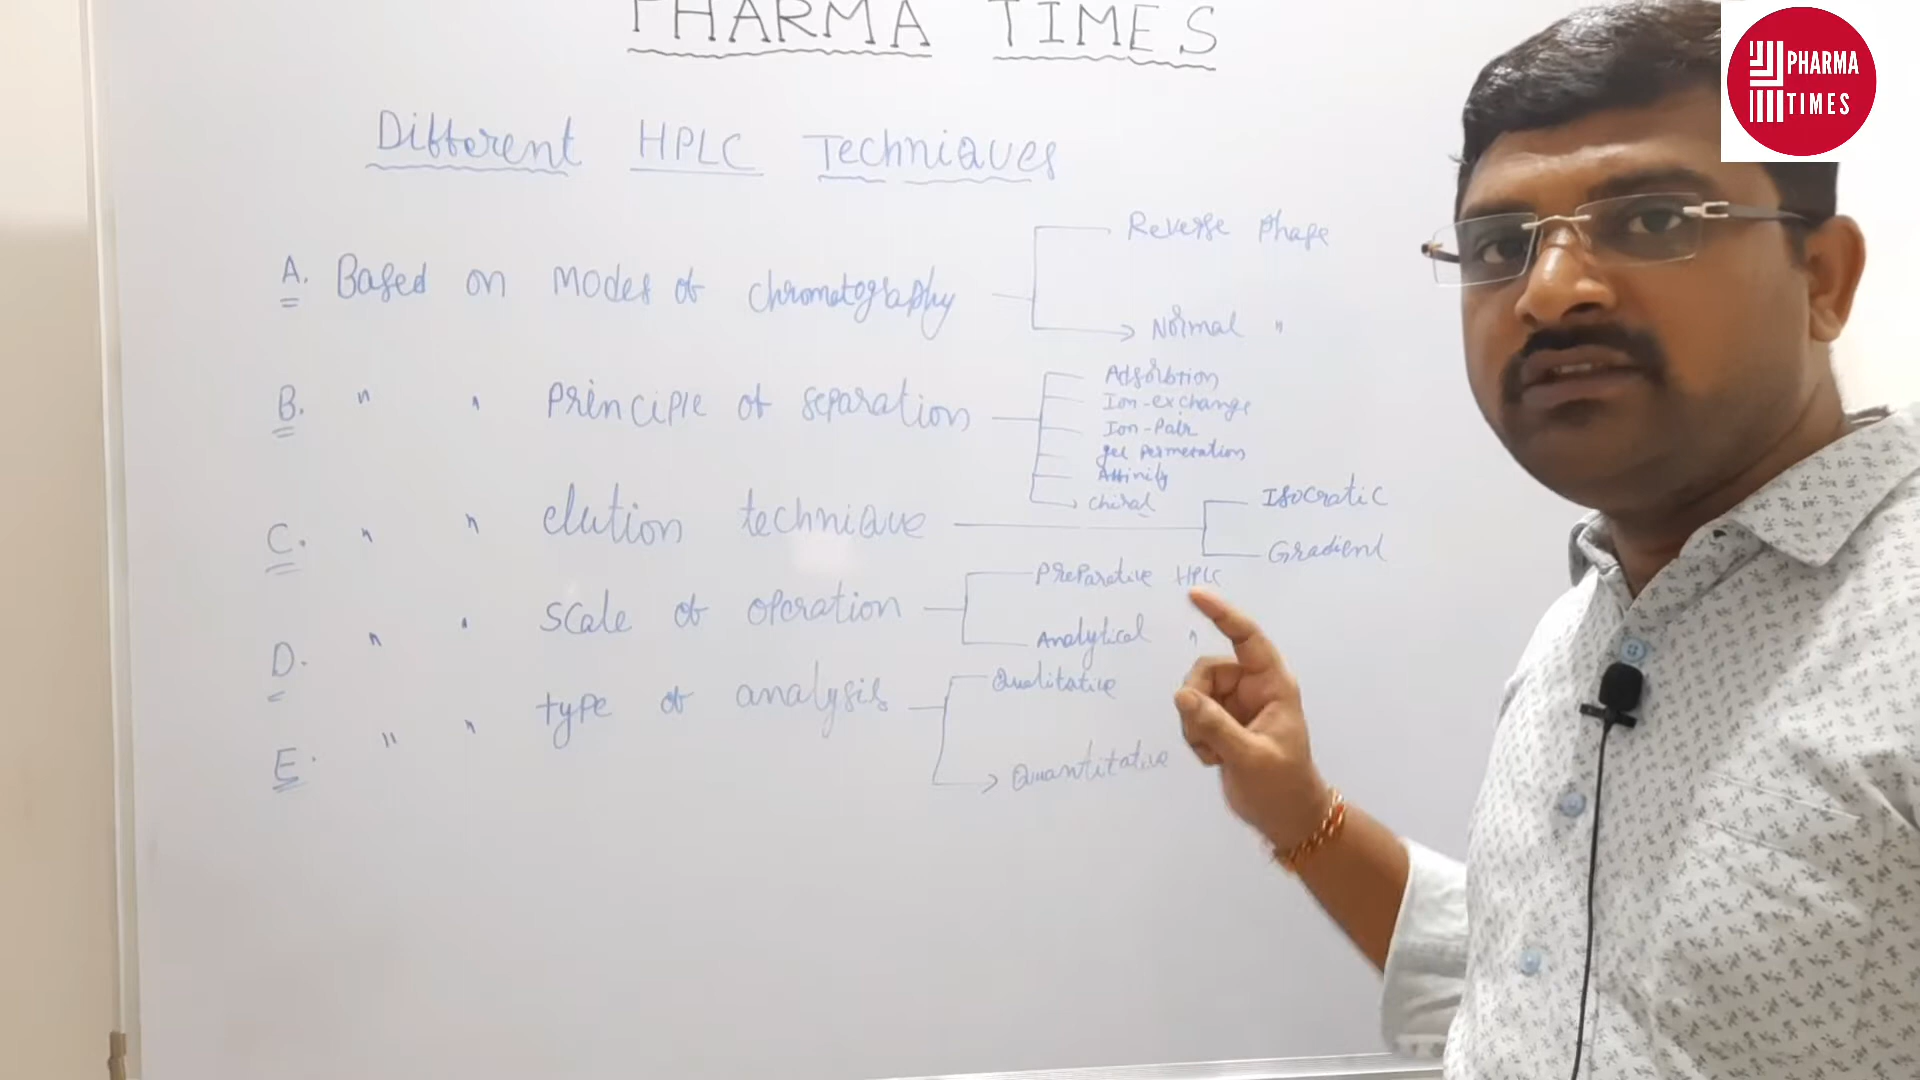 PHARMA TIMES
PHARMA
TIMES
Different HPLC Techniques
A. Based on modes of chromatography
Reverse phase
Normal "
B. " " principle of separation
Adsorbtion
Ion-exchange
Ion-Pair
gel permeration
Affinity
chiral
C. " " elution technique
Isocratic
Gradient
D. " " scale of operation
Preparative HPLC
Analytical "
E. " " type of analysis
Qualitative
Quantitative